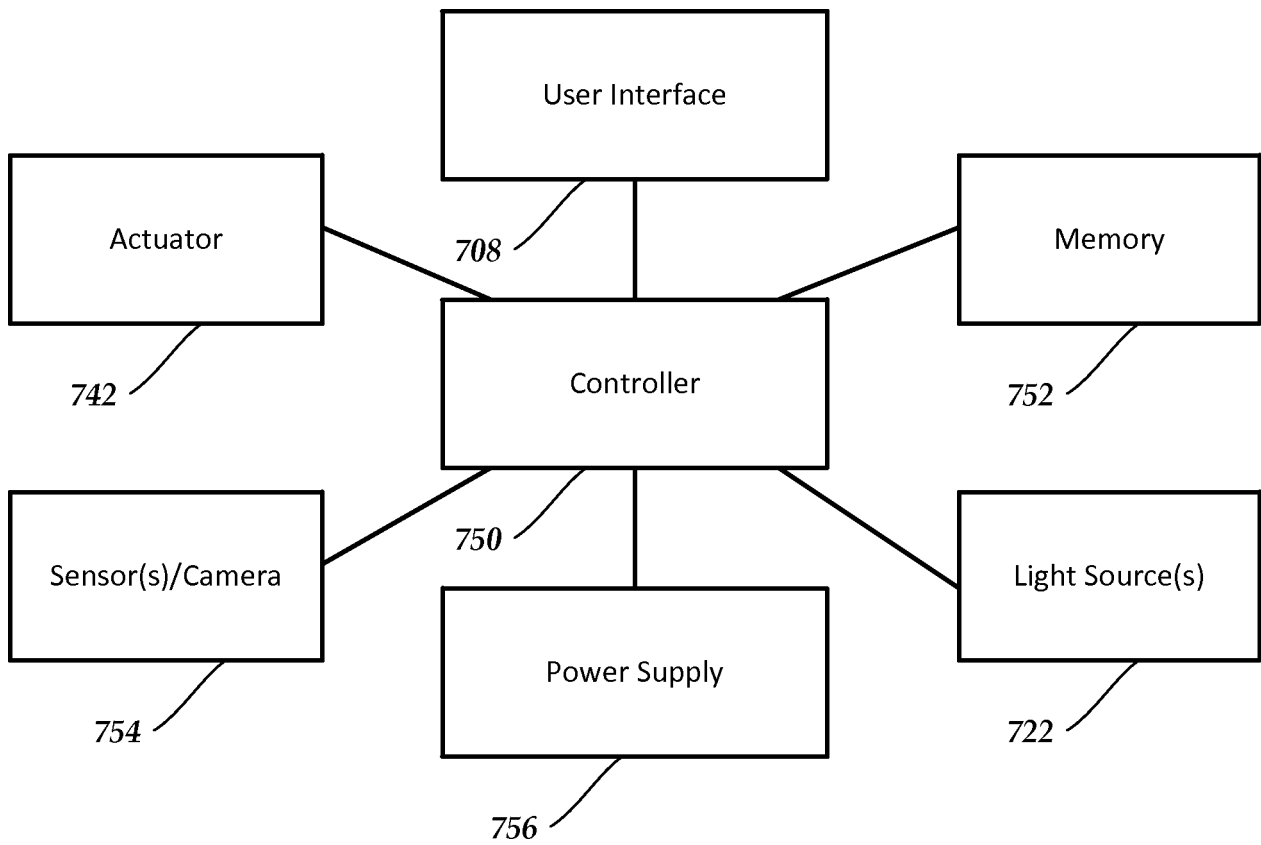 User Interface
708
Actuator
742
Memory
752
Controller
750
Sensor(s)/Camera
754
Power Supply
756
Light Source(s)
722